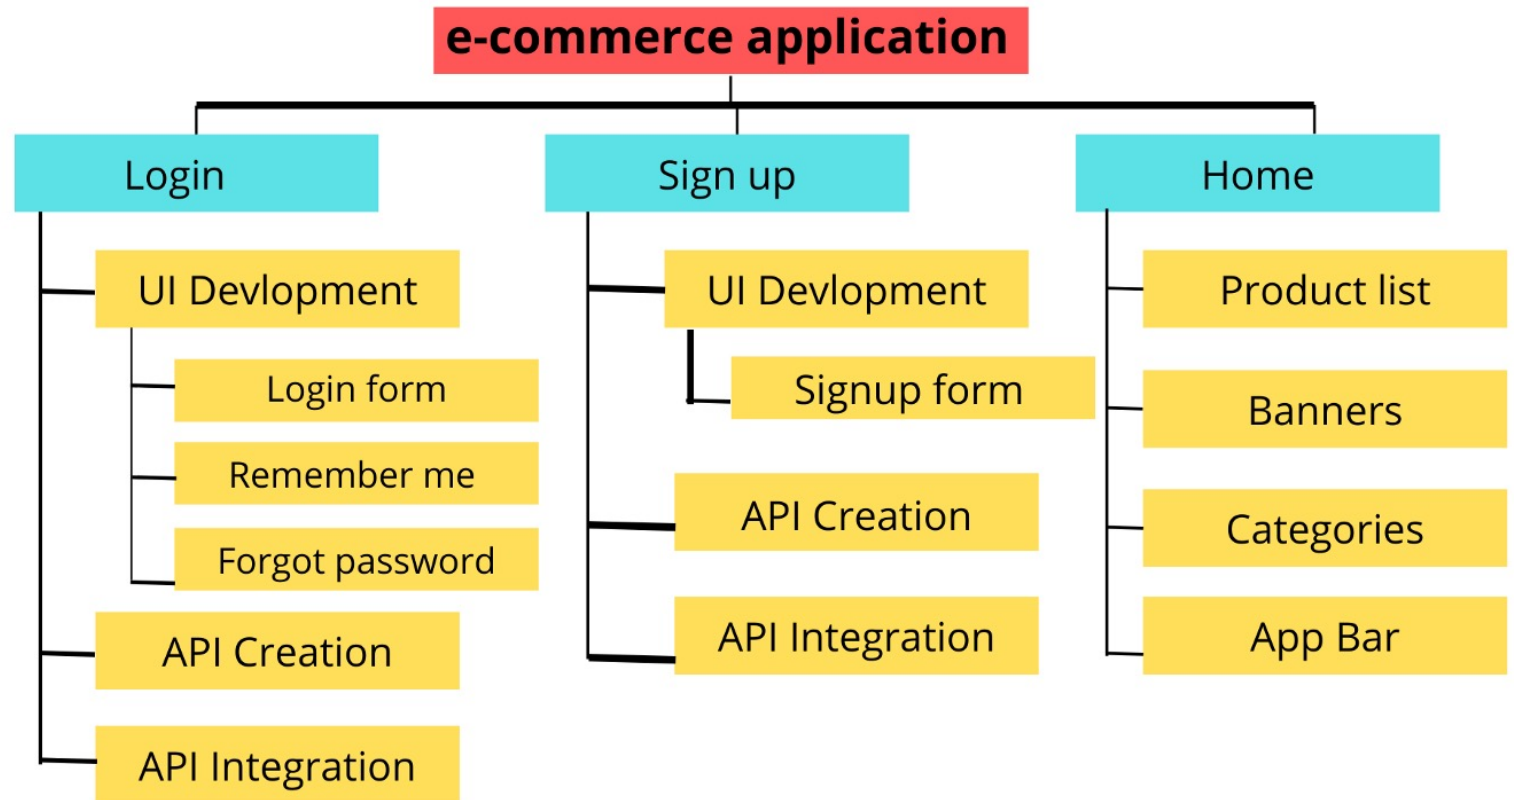 e-commerce application
Login
UI Devlopment
Login form
Remember me
Forgot password
API Creation
API Integration
Sign up
UI Devlopment
Signup form
API Creation
API Integration
Home
Product list
Banners
Categories
App Bar